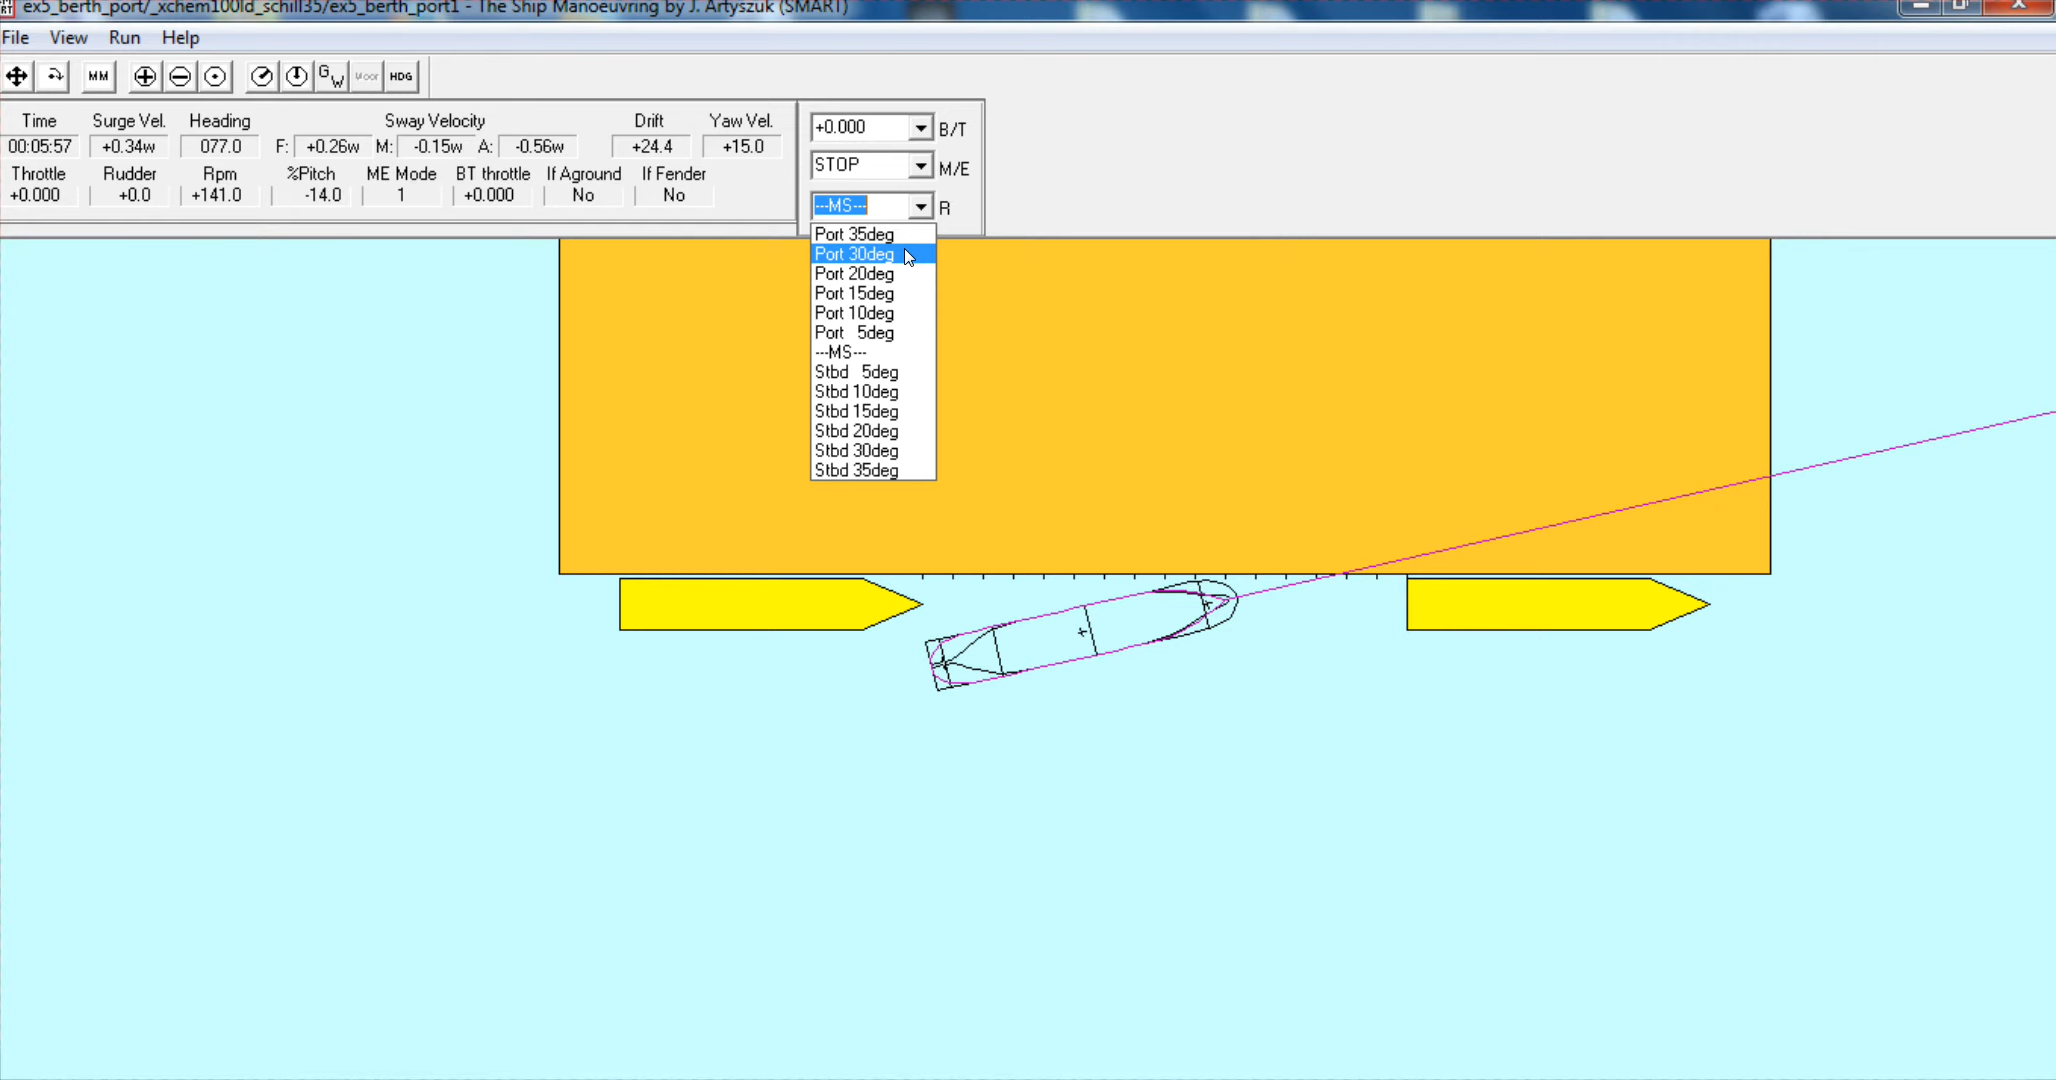 ex5_berth_port/_xchem100ld_schill35/ex5_berth_port1 - The Ship Manoeuvring by J. Artyszuk (SMART)
File View Run Help
MM GW Moor HDG
Time Surge Vel. Heading Sway Velocity Drift Yaw Vel.
00:05:57 +0.34w 077.0 F: +0.26w M: -0.15w A: -0.56w +24.4 +15.0
Throttle Rudder Rpm %Pitch ME Mode BT throttle If Aground If Fender
+0.000 +0.0 +141.0 -14.0 1 +0.000 No No
+0.000 B/T
STOP M/E
---MS--- R
Port 35deg
Port 30deg
Port 20deg
Port 15deg
Port 10deg
Port 5deg
---MS---
Stbd 5deg
Stbd 10deg
Stbd 15deg
Stbd 20deg
Stbd 30deg
Stbd 35deg